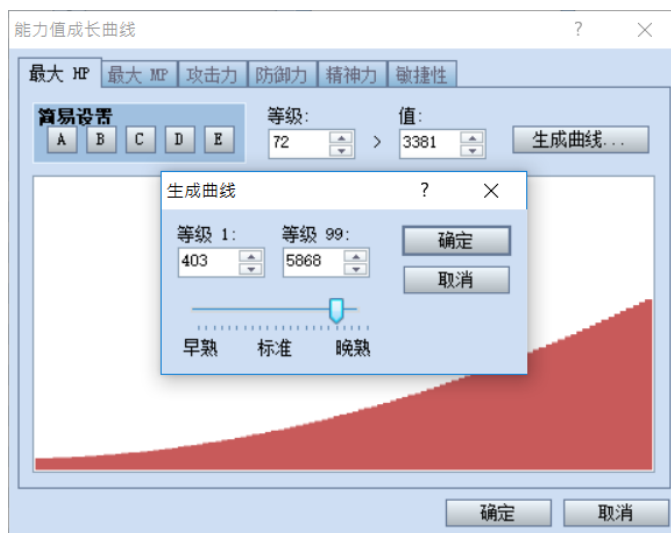 能力值成长曲线
最大 HP 最大 MP 攻击力 防御力 精神力 敏捷性
简易设置
A B C D E
等级: 值:
72 > 3381 生成曲线...
生成曲线
等级 1: 等级 99: 确定
403 5868
取消
早熟 标准 晚熟
确定 取消